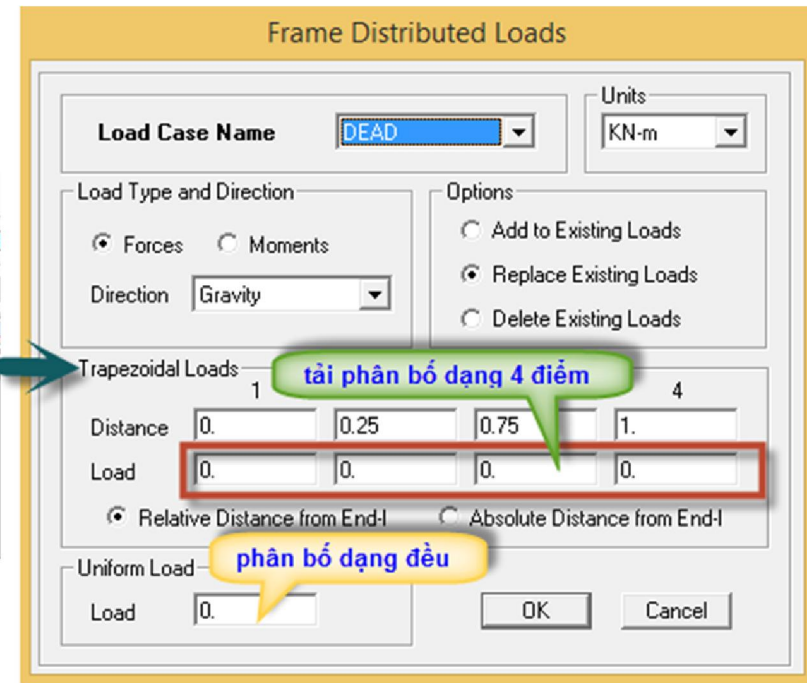 Frame Distributed Loads
Units
Load Case Name DEAD KN-m
Load Type and Direction
Forces Moments
Direction Gravity
Options
Add to Existing Loads
Replace Existing Loads
Delete Existing Loads
Trapezoidal Loads
tải phân bố dạng 4 điểm
1 4
Distance 0. 0.25 0.75 1.
Load 0. 0. 0. 0.
Relative Distance from End-I Absolute Distance from End-I
phân bố dạng đều
Uniform Load
Load 0.
OK Cancel